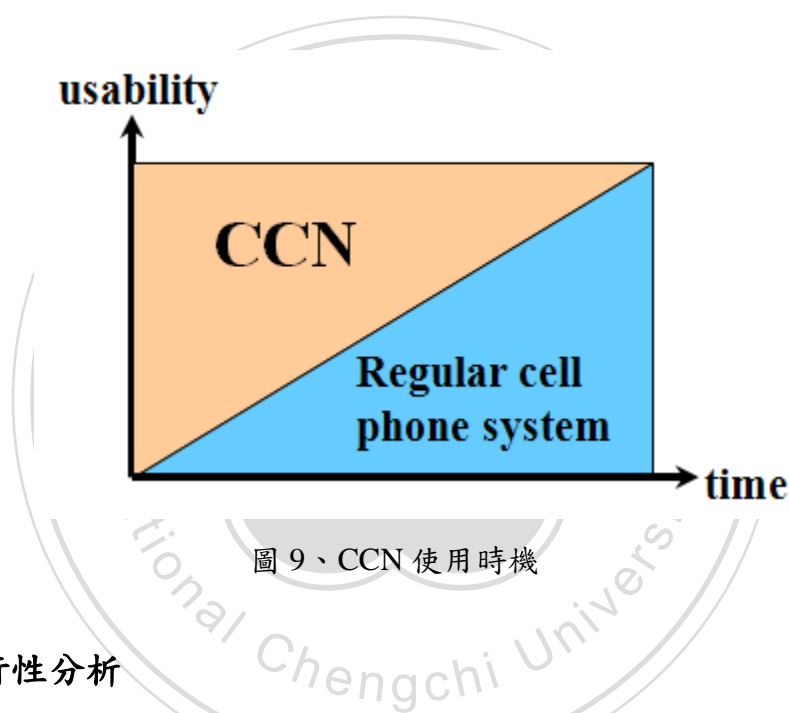 usability
CCN
Regular cell
phone system
time
圖 9、CCN 使用時機
性分析
Chengchi Univers